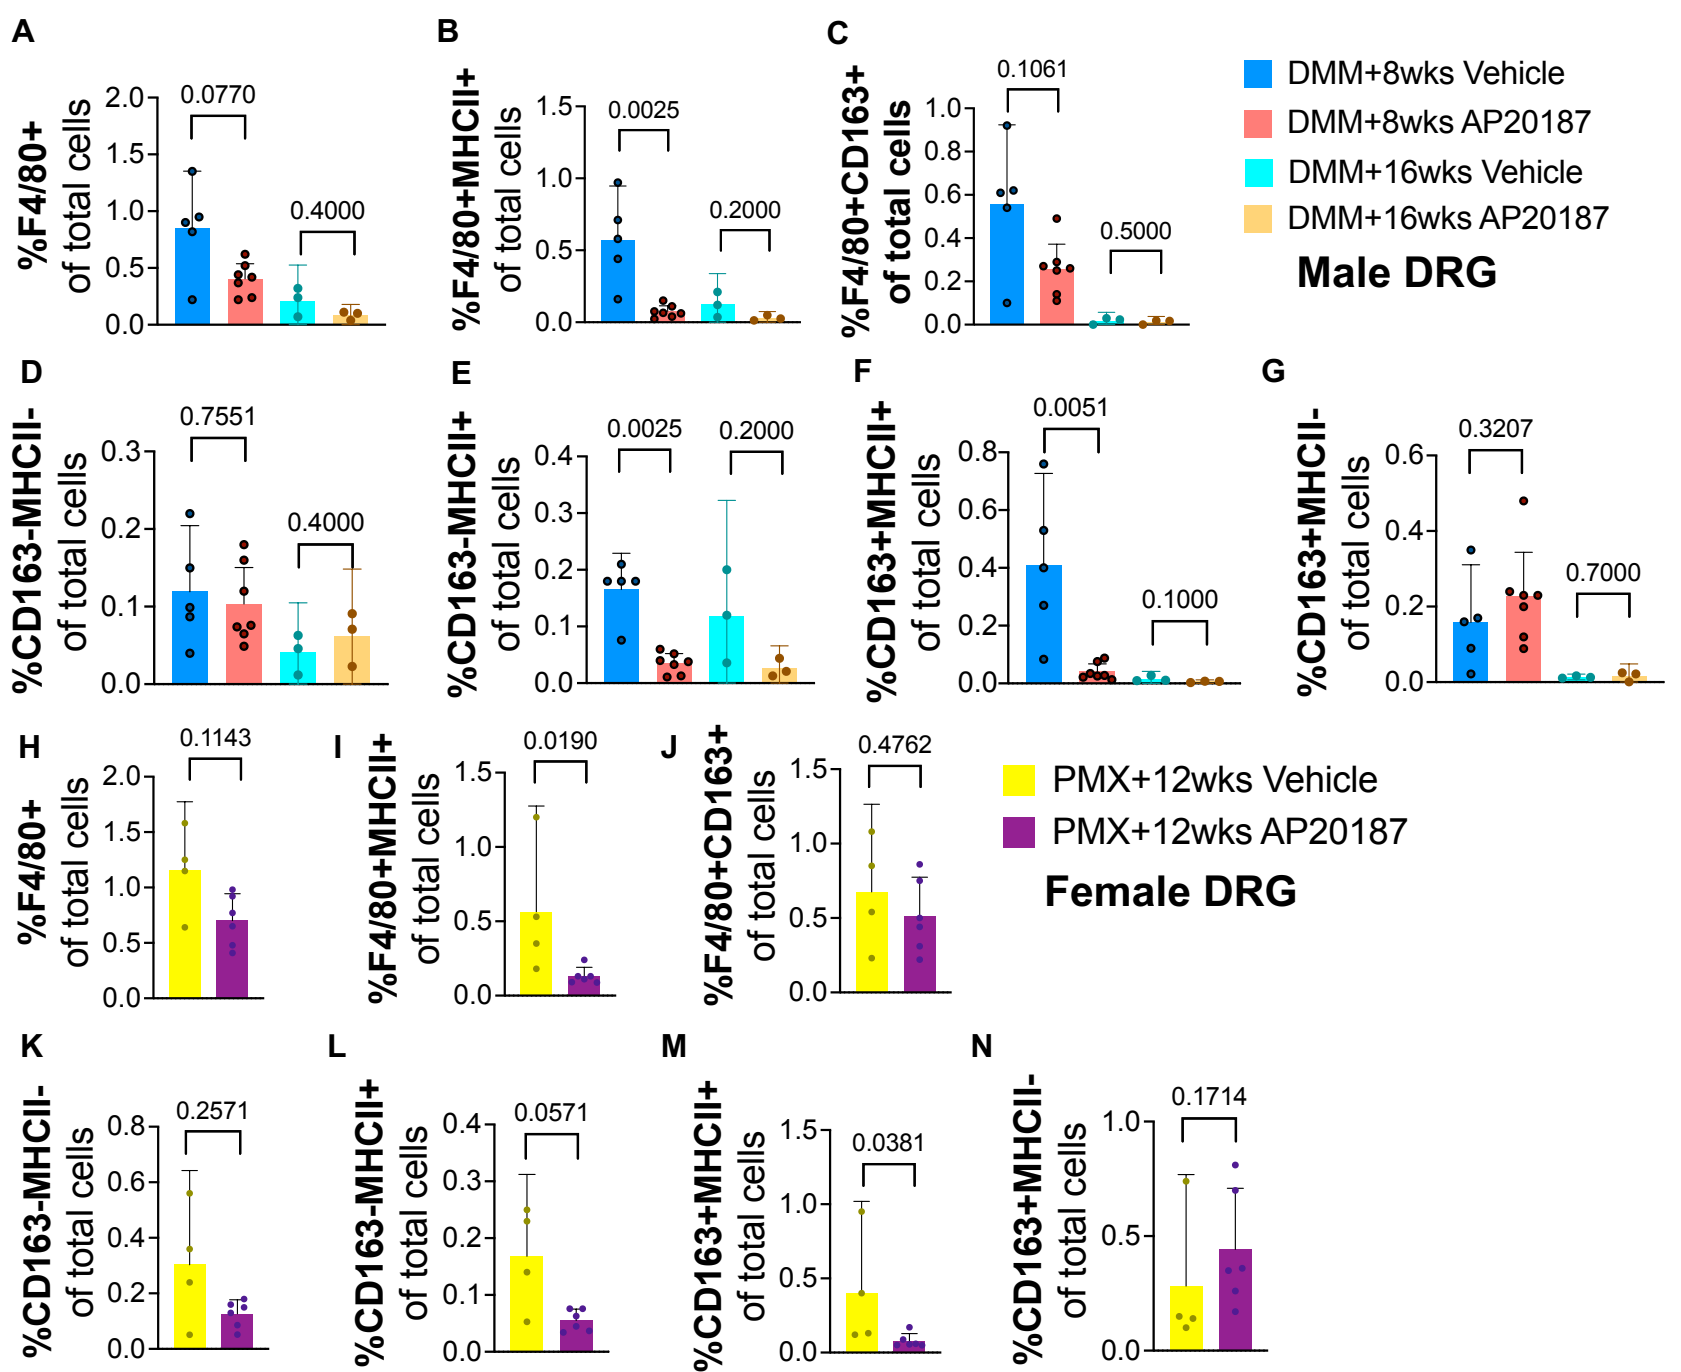 A
B
C
%F4/80+
of total cells
2.0
1.5
1.0
0.5
0.0
0.0770
0.4000
%F4/80+MHCII+
of total cells
1.5
1.0
0.5
0.0
0.0025
0.2000
%F4/80+CD163+
of total cells
1.0
0.8
0.6
0.4
0.2
0.0
0.1061
0.5000
DMM+8wks Vehicle
DMM+8wks AP20187
DMM+16wks Vehicle
DMM+16wks AP20187
Male DRG
D
E
F
G
%CD163-MHCII-
of total cells
0.3
0.2
0.1
0.0
0.7551
0.4000
%CD163-MHCII+
of total cells
0.4
0.3
0.2
0.1
0.0
0.0025
0.2000
%CD163+MHCII+
of total cells
0.8
0.6
0.4
0.2
0.0
0.0051
0.1000
%CD163+MHCII-
of total cells
0.6
0.4
0.2
0.0
0.3207
0.7000
H
I
J
%F4/80+
of total cells
2.0
1.5
1.0
0.5
0.0
0.1143
%F4/80+MHCII+
of total cells
1.5
1.0
0.5
0.0
0.0190
%F4/80+CD163+
of total cells
1.5
1.0
0.5
0.0
0.4762
PMX+12wks Vehicle
PMX+12wks AP20187
Female DRG
K
L
M
N
%CD163-MHCII-
of total cells
0.8
0.6
0.4
0.2
0.0
0.2571
%CD163-MHCII+
of total cells
0.4
0.3
0.2
0.1
0.0
0.0571
%CD163+MHCII+
of total cells
1.5
1.0
0.5
0.0
0.0381
%CD163+MHCII-
of total cells
1.0
0.5
0.0
0.1714